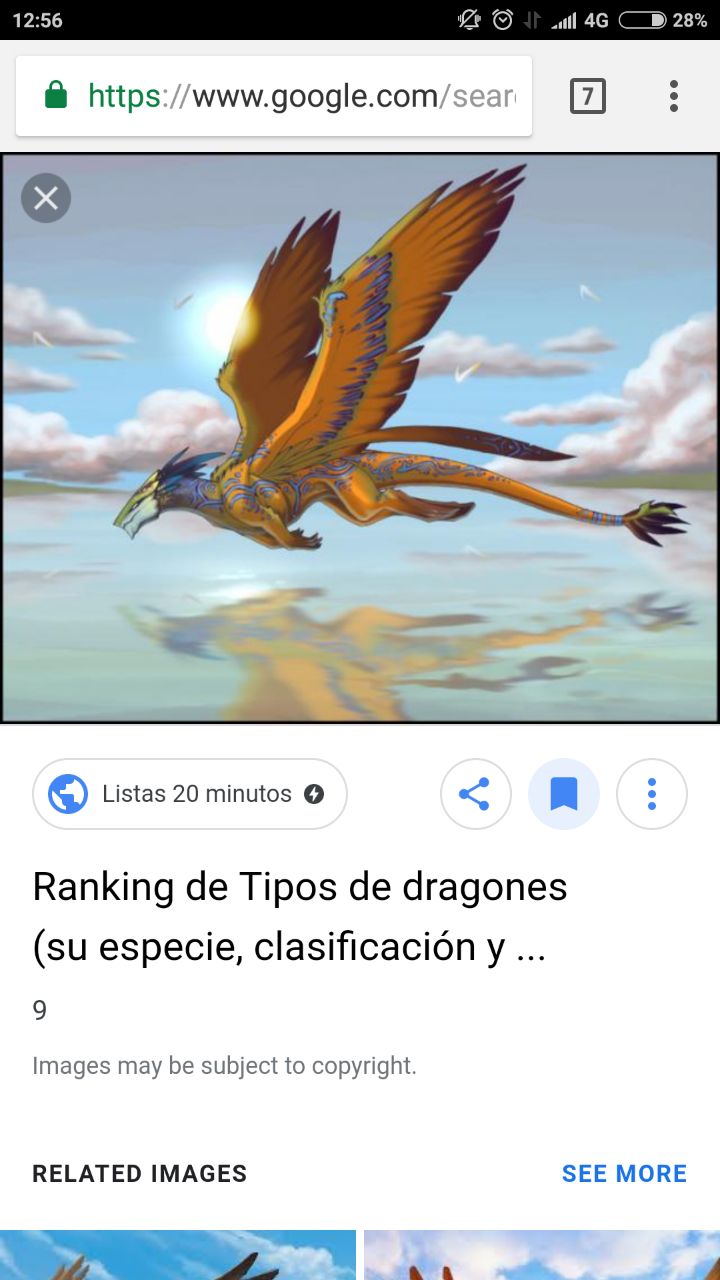 12:56
4G
28%
https://www.google.com/sear
7
Listas 20 minutos
Ranking de Tipos de dragones
(su especie, clasificación y ...
9
Images may be subject to copyright.
RELATED IMAGES
SEE MORE